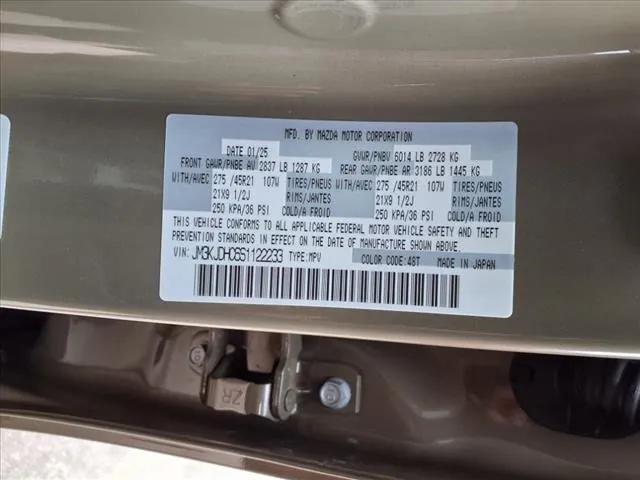 MFD. BY MAZDA MOTOR CORPORATION
DATE 01/25 GVWR/PNBV 6014 LB 2728 KG
FRONT GAWR/PNBE AV 2837 LB 1287 KG REAR GAWR/PNBE AR 3186 LB 1445 KG
WITH/AVEC 275 /45R21 107W TIRES/PNEUS WITH/AVEC 275 /45R21 107W TIRES/PNEUS
21X9 1/2J RIMS/JANTES 21X9 1/2J RIMS/JANTES
250 KPA/36 PSI COLD/A FROID 250 KPA/36 PSI COLD/A FROID
THIS VEHICLE CONFORMS TO ALL APPLICABLE FEDERAL MOTOR VEHICLE SAFETY AND THEFT
PREVENTION STANDARDS IN EFFECT ON THE DATE OF MANUFACTURE SHOWN ABOVE.
VIN: JM3KJDHC6S1122233 TYPE: MPV COLOR CODE: 48T MADE IN JAPAN
ZR